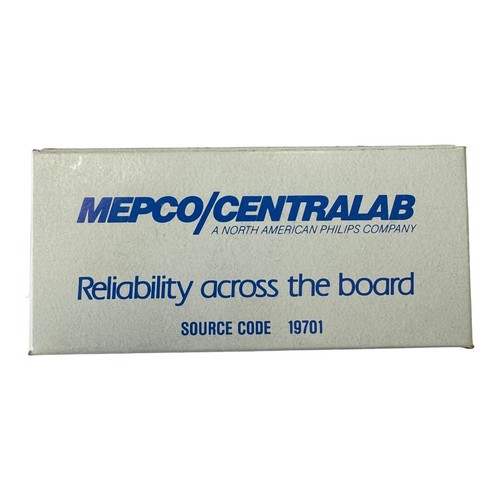 MEPCO/CENTRALAB
A NORTH AMERICAN PHILIPS COMPANY
Reliability across the board
SOURCE CODE 19701